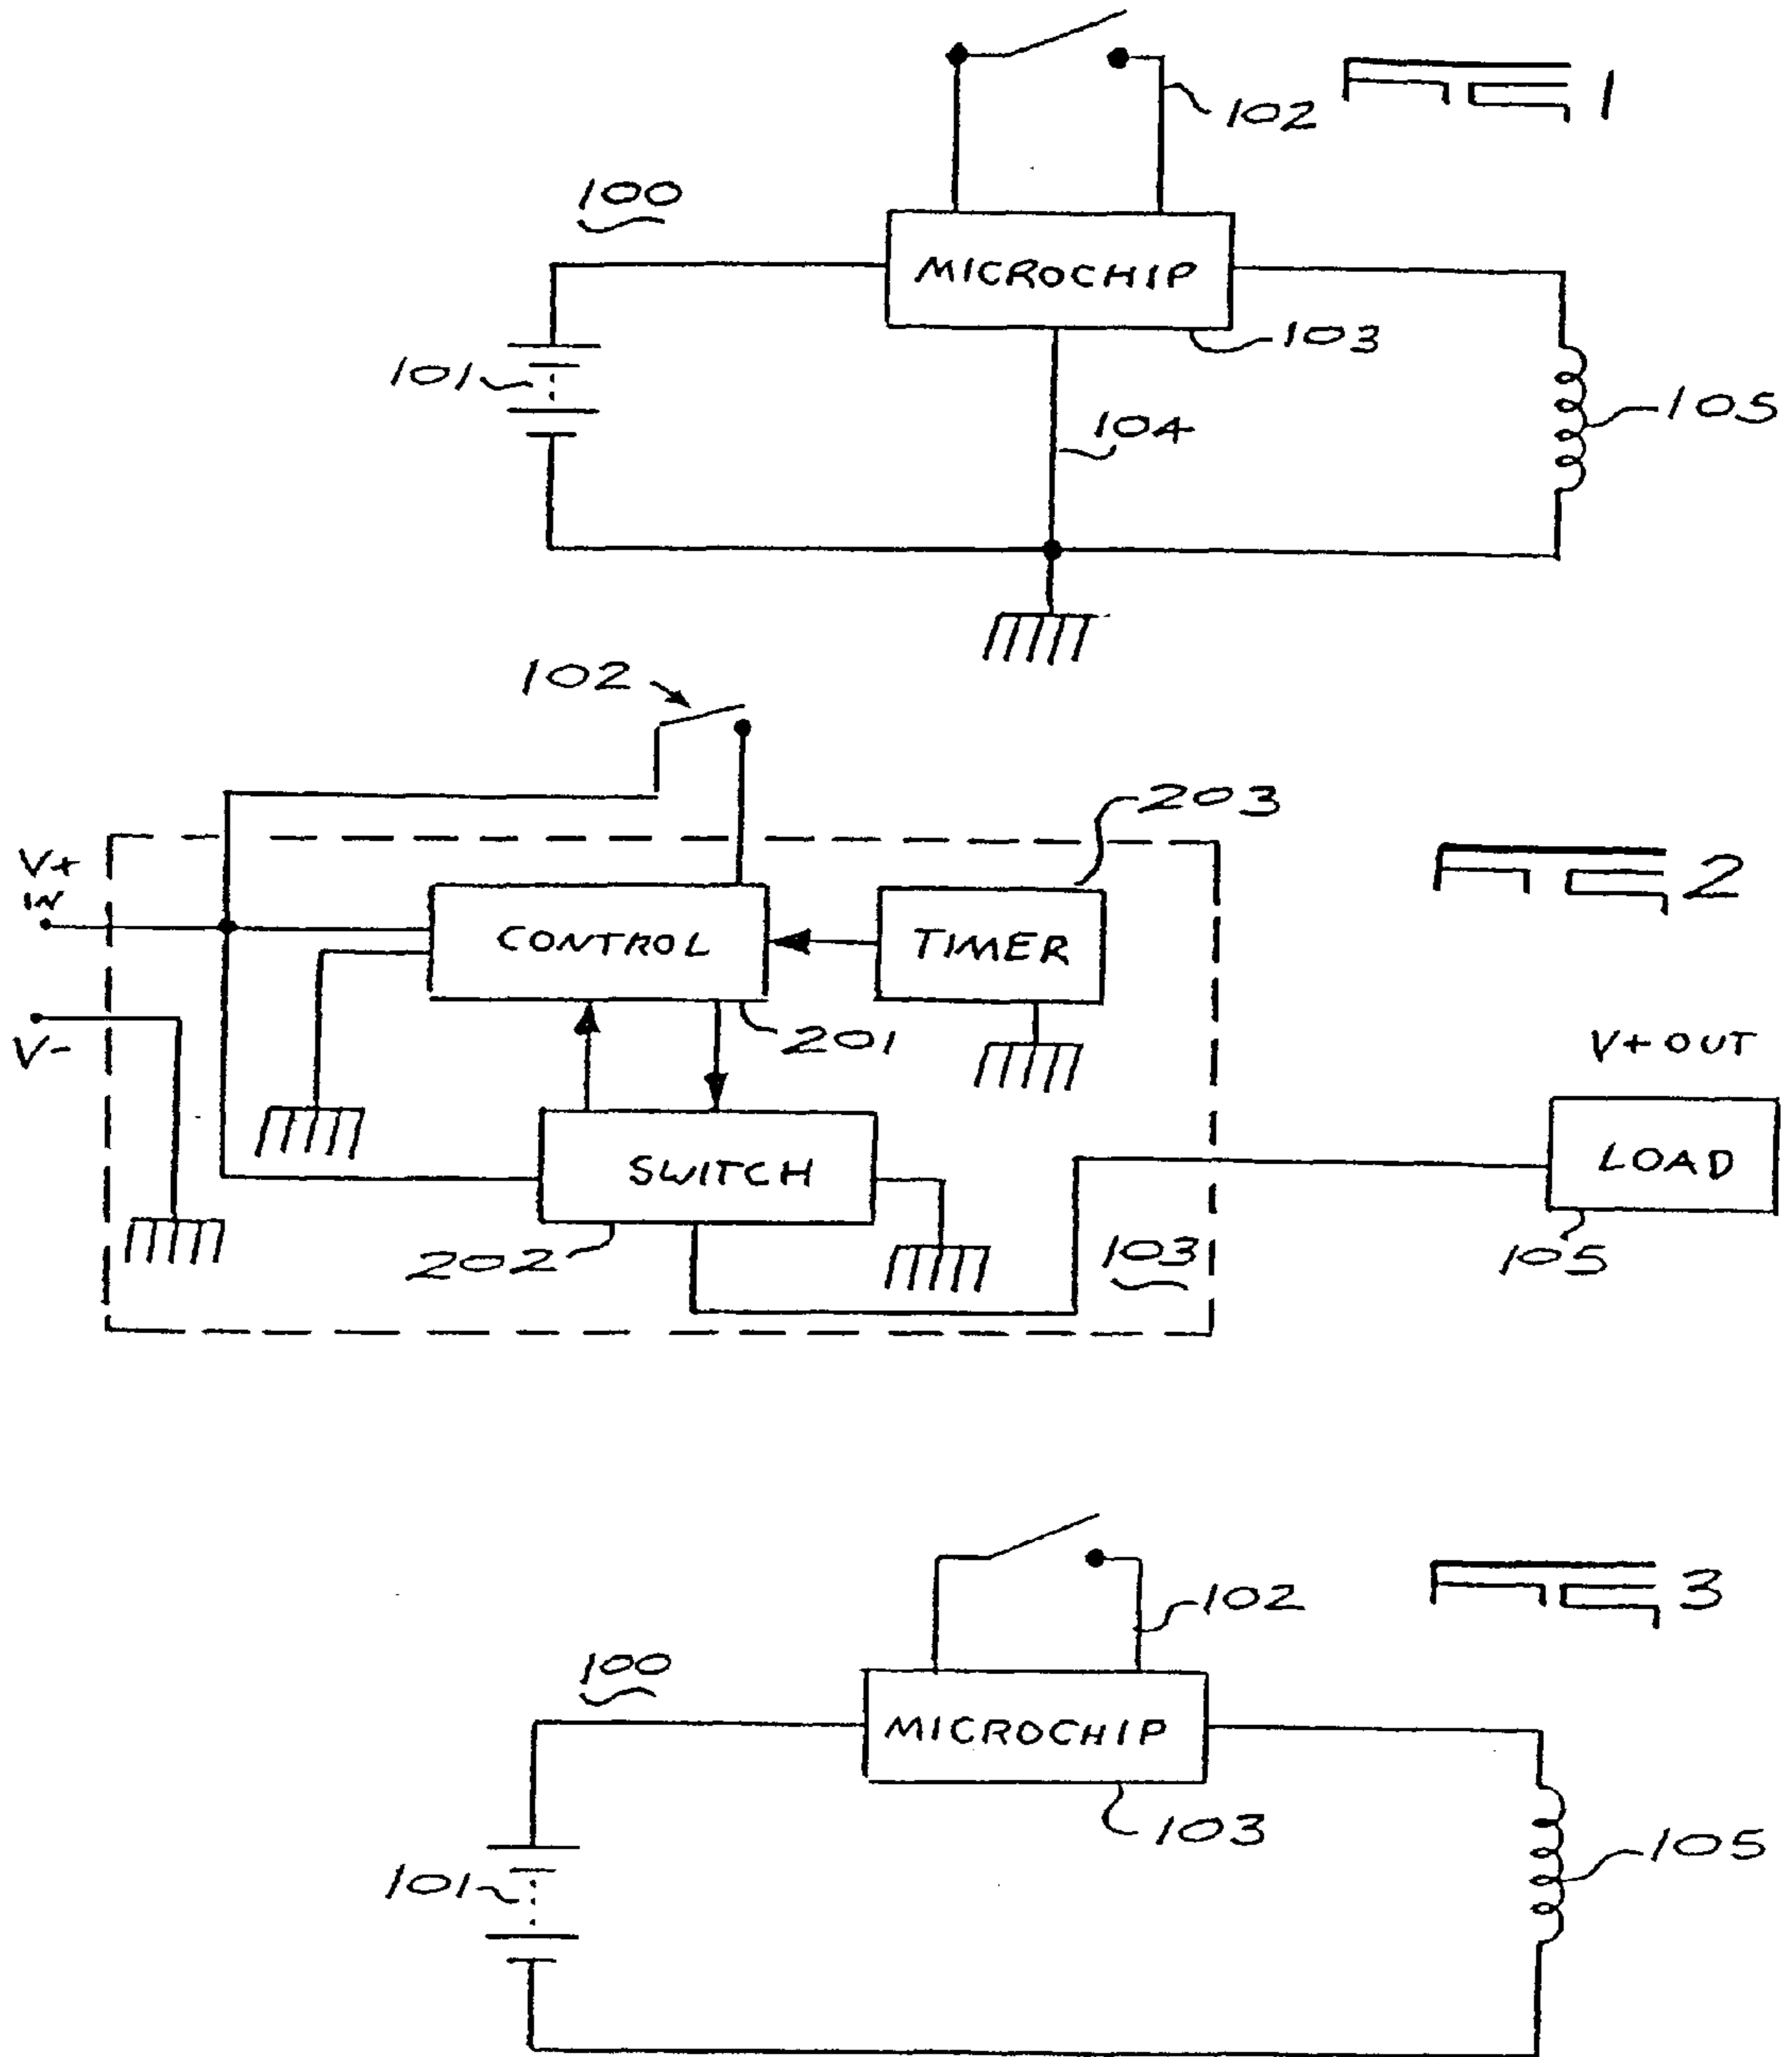 FIG 1
102
100
MICROCHIP
103
101
104
105
102
203
FIG 2
V+
IN
CONTROL
TIMER
201
V-
V+ OUT
SWITCH
LOAD
202
103
105
FIG 3
102
100
MICROCHIP
103
101
105